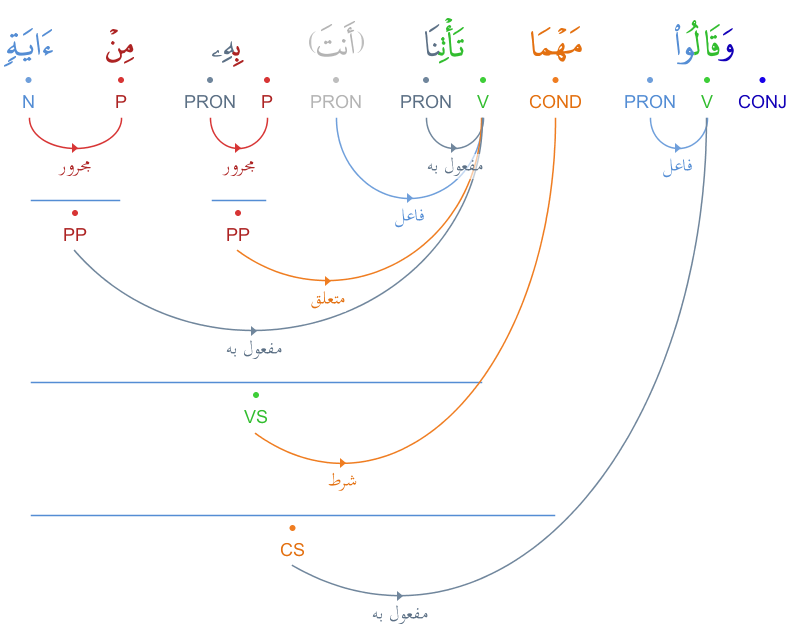 وَقَالُوا۟ مَهْمَا تَأْتِنَا (أَنتَ) بِهِۦ مِنْ ءَايَةٍ
CONJ V PRON COND V PRON PRON P PRON P N
فاعل مفعول به مجرور مجرور
فاعل
PP PP
متعلق
مفعول به
VS
شرط
CS
مفعول به